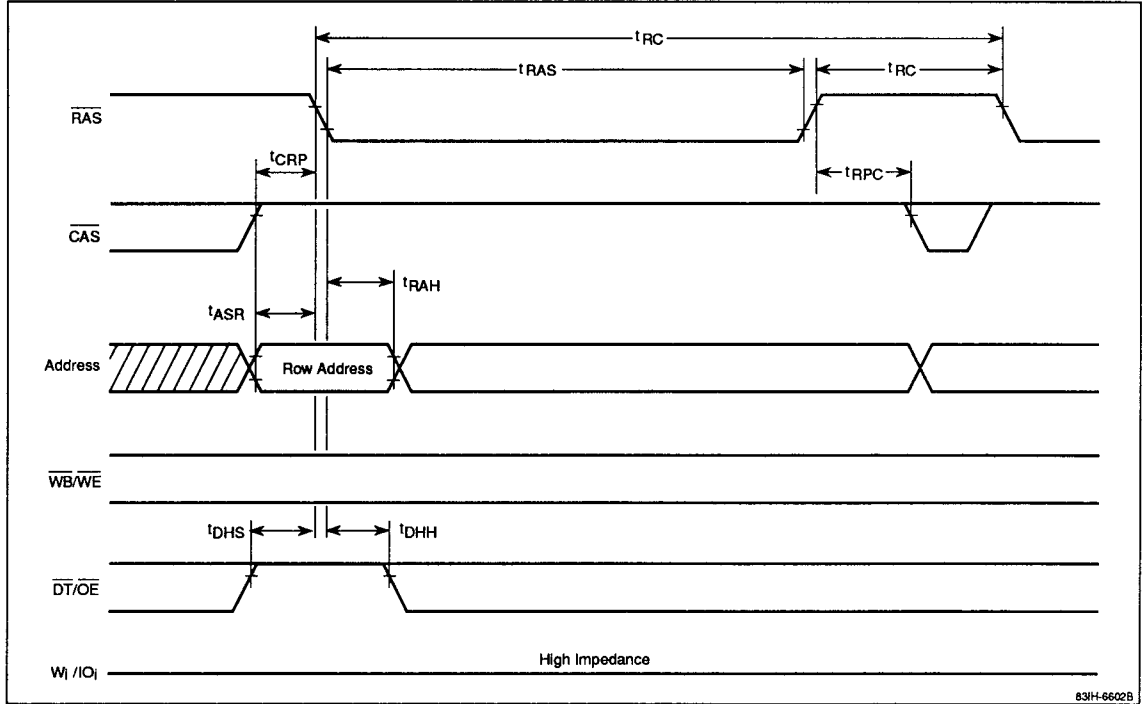 tRC
tRAS
tRC
RAS
tCRP
tRPC
CAS
tRAH
tASR
Address
Row Address
WB/WE
tDHS
tDHH
DT/OE
High Impedance
Wi /IOi
83IH-6602B